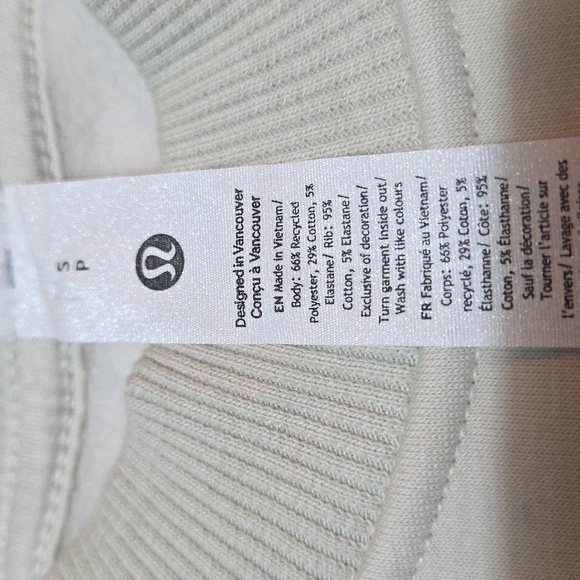 S
P
Designed in Vancouver
Conçu à Vancouver
EN Made in Vietnam/
Body: 66% Recycled
Polyester, 29% Cotton, 5%
Elastane/ Rib: 95%
Cotton, 5% Elastane/
Exclusive of decoration/
Turn garment inside out/
Wash with like colours
FR Fabriqué au Vietnam/
Corps: 66% Polyester
recyclé, 29% Coton, 5%
Élasthanne/ Côte: 95%
Coton, 5% Élasthanne/
Sauf la décoration/
Tourner l'article sur
l'envers/ Lavage avec des